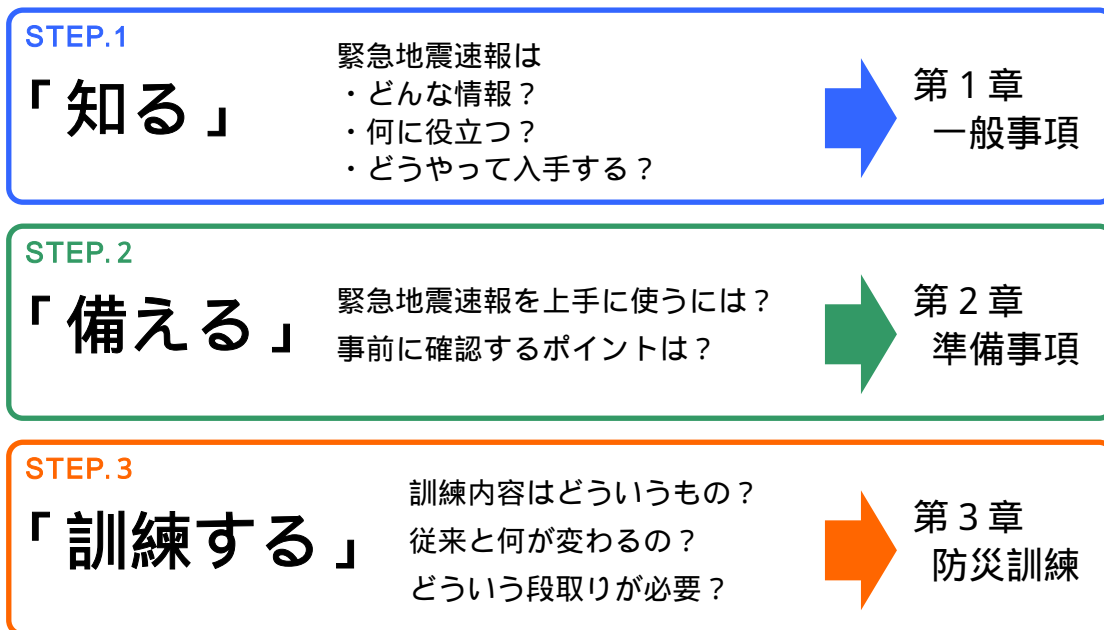 STEP.1
「知る」
緊急地震速報は
・どんな情報？
・何に役立つ？
・どうやって入手する？
第１章
一般事項
STEP.2
「備える」
緊急地震速報を上手に使うには？
事前に確認するポイントは？
第２章
準備事項
STEP.3
「訓練する」
訓練内容はどういうもの？
従来と何が変わるの？
どういう段取りが必要？
第３章
防災訓練